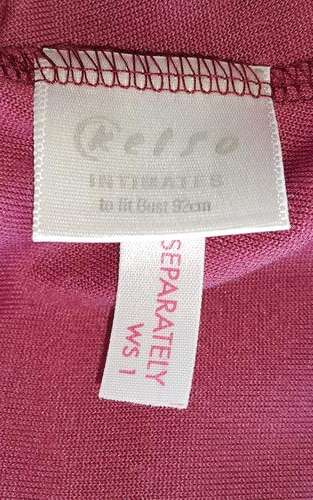 Kelso
INTIMATES
to fit Bust 92cm
SEPARATELY
WS 1